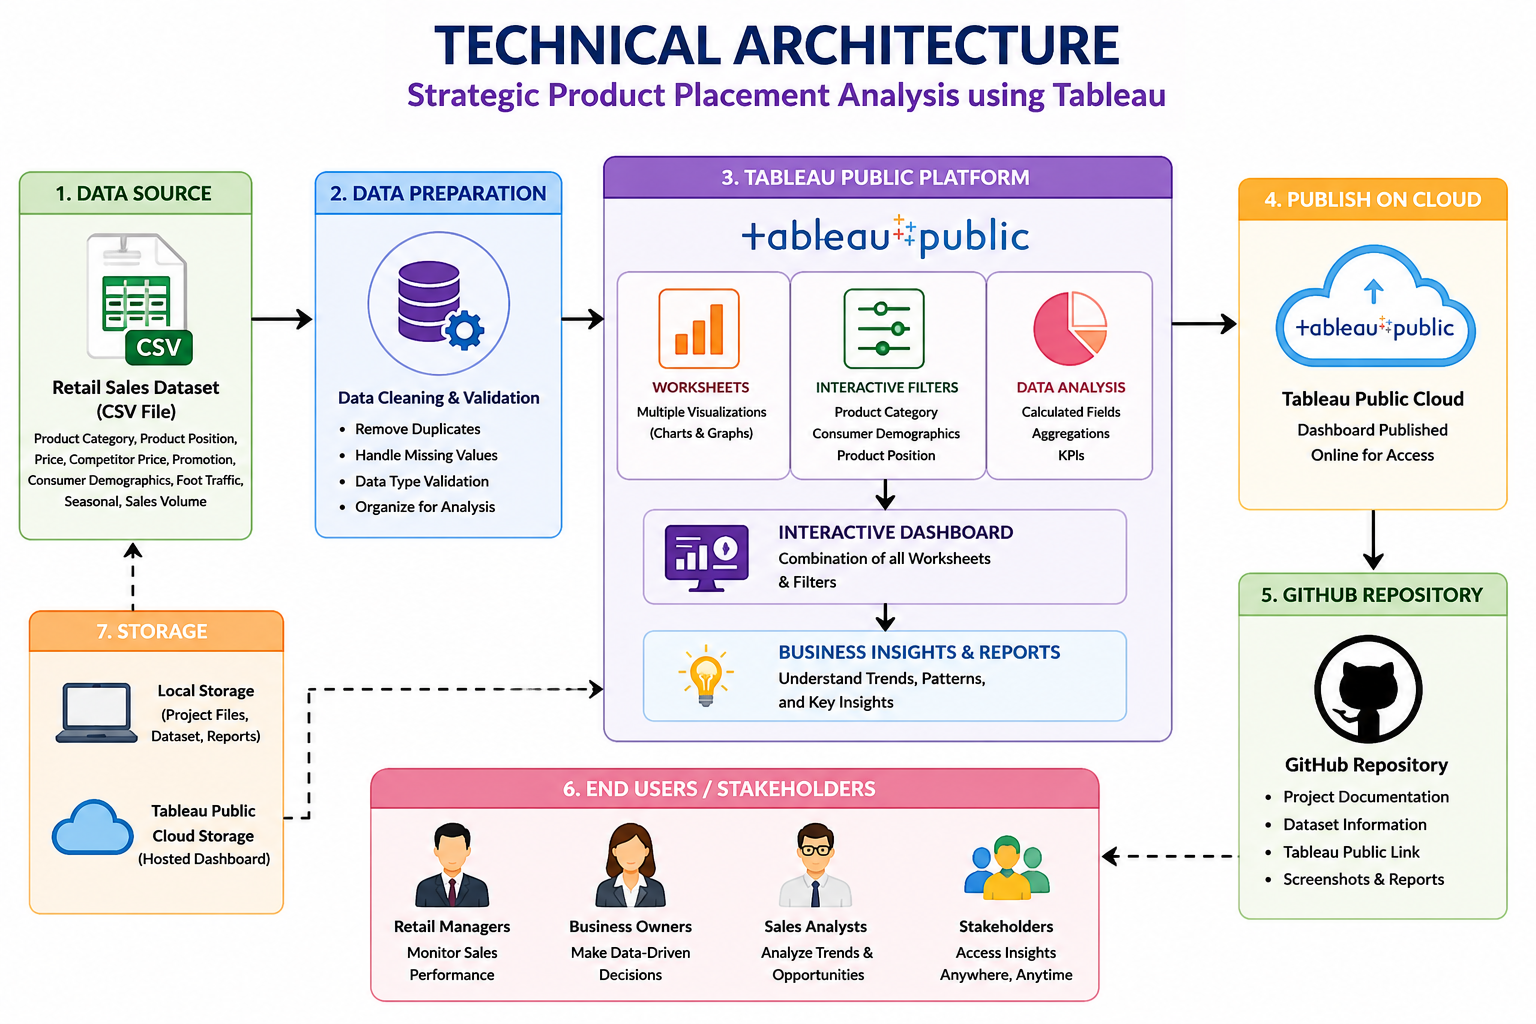 TECHNICAL ARCHITECTURE
Strategic Product Placement Analysis using Tableau
1. DATA SOURCE
CSV
Retail Sales Dataset
(CSV File)
Product Category, Product Position,
Price, Competitor Price, Promotion,
Consumer Demographics, Foot Traffic,
Seasonal, Sales Volume
2. DATA PREPARATION
Data Cleaning & Validation
• Remove Duplicates
• Handle Missing Values
• Data Type Validation
• Organize for Analysis
3. TABLEAU PUBLIC PLATFORM
+ableau public
WORKSHEETS
Multiple Visualizations
(Charts & Graphs)
INTERACTIVE FILTERS
Product Category
Consumer Demographics
Product Position
DATA ANALYSIS
Calculated Fields
Aggregations
KPIs
INTERACTIVE DASHBOARD
Combination of all Worksheets
& Filters
BUSINESS INSIGHTS & REPORTS
Understand Trends, Patterns,
and Key Insights
4. PUBLISH ON CLOUD
+ableau public
Tableau Public Cloud
Dashboard Published
Online for Access
5. GITHUB REPOSITORY
GitHub Repository
• Project Documentation
• Dataset Information
• Tableau Public Link
• Screenshots & Reports
6. END USERS / STAKEHOLDERS
Retail Managers
Monitor Sales
Performance
Business Owners
Make Data-Driven
Decisions
Sales Analysts
Analyze Trends &
Opportunities
Stakeholders
Access Insights
Anywhere, Anytime
7. STORAGE
Local Storage
(Project Files,
Dataset, Reports)
Tableau Public
Cloud Storage
(Hosted Dashboard)